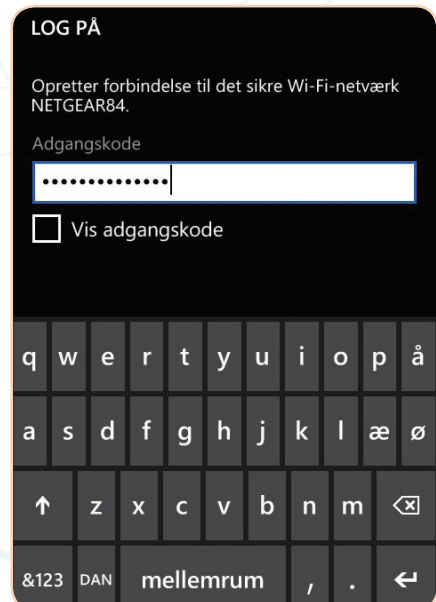 LOG PÅ
Opretter forbindelse til det sikre Wi-Fi-netværk
NETGEAR84.
Adgangskode
••••••••••••••
Vis adgangskode
q w e r t y u i o p å
a s d f g h j k l æ ø
z x c v b n m
&123 DAN mellemrum , .